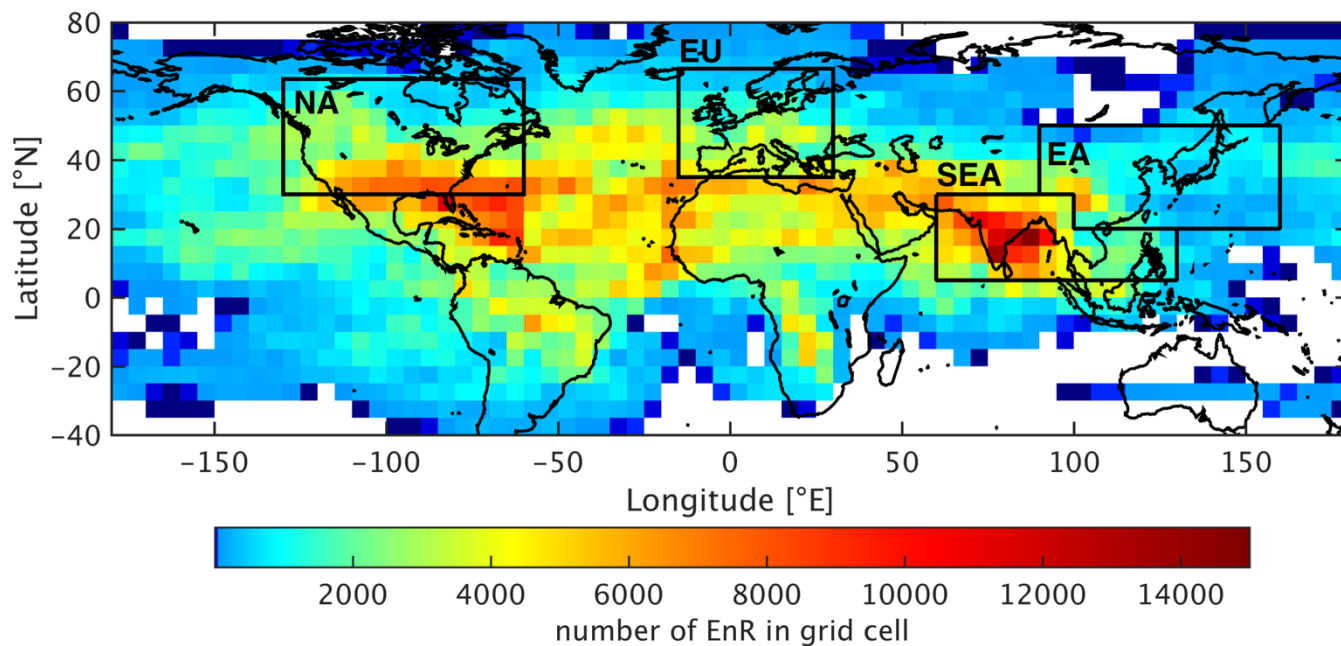 80
60
40
20
0
−20
−40
Latitude [°N]
NA
EU
SEA
EA
−150 −100 −50 0 50 100 150
Longitude [°E]
2000 4000 6000 8000 10000 12000 14000
number of EnR in grid cell